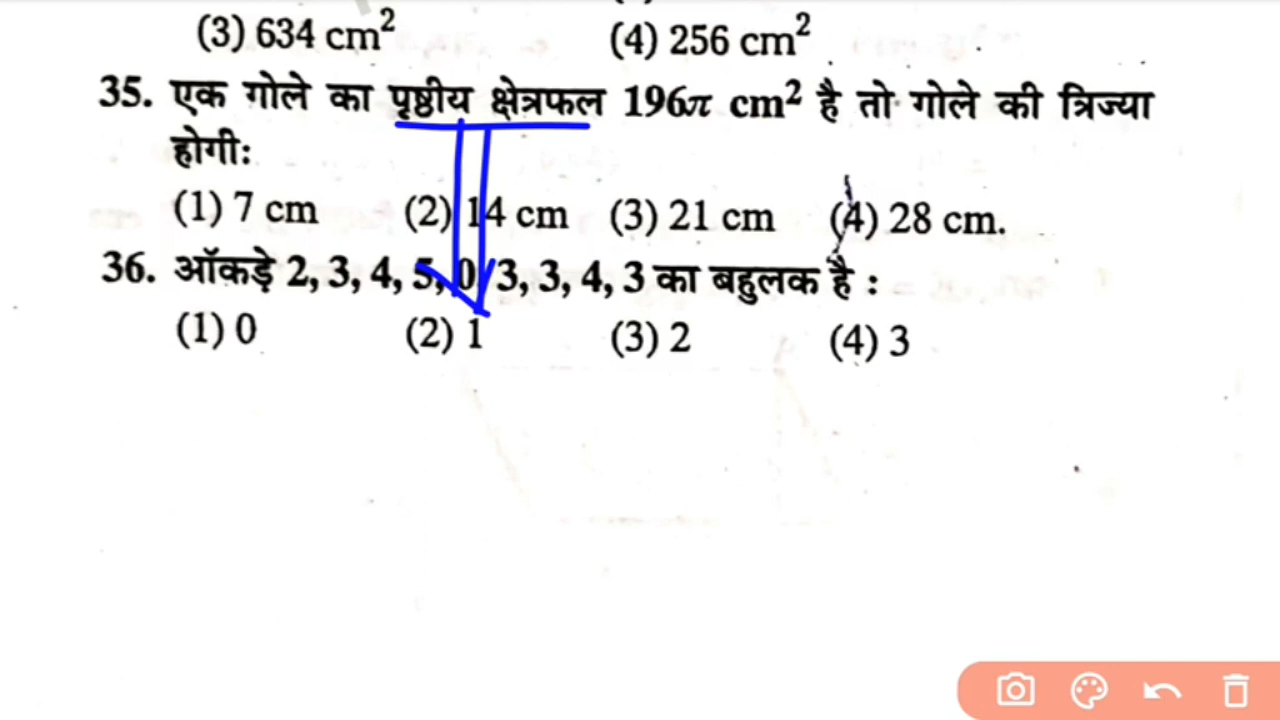 (3) 634 cm² (4) 256 cm²
35. एक गोले का पृष्ठीय क्षेत्रफल 196π cm² है तो गोले की त्रिज्या
होगीः
(1) 7 cm (2) 14 cm (3) 21 cm (4) 28 cm.
36. ऑकड़े 2, 3, 4, 5, 0, 3, 3, 4, 3 का बहुलक है :
(1) 0 (2) 1 (3) 2 (4) 3